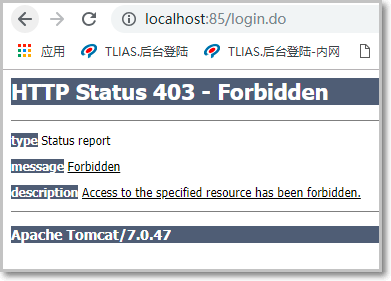 localhost:85/login.do
应用 TLIAS.后台登陆 TLIAS.后台登陆-内网
HTTP Status 403 - Forbidden
type Status report
message Forbidden
description Access to the specified resource has been forbidden.
Apache Tomcat/7.0.47